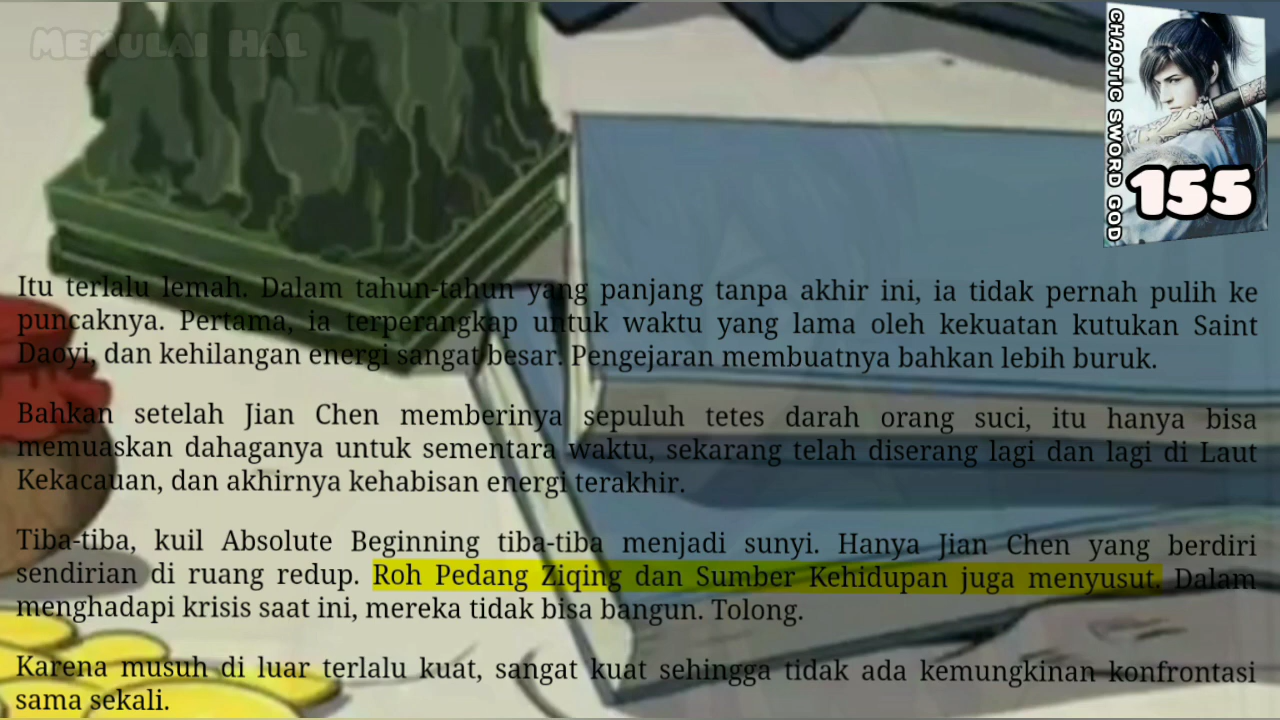 Memulai Hal
CHAOTIC SWORD GOD
155
Itu terlalu lemah. Dalam tahun-tahun yang panjang tanpa akhir ini, ia tidak pernah pulih ke
puncaknya. Pertama, ia terperangkap untuk waktu yang lama oleh kekuatan kutukan Saint
Daoyi, dan kehilangan energi sangat besar. Pengejaran membuatnya bahkan lebih buruk.
Bahkan setelah Jian Chen memberinya sepuluh tetes darah orang suci, itu hanya bisa
memuaskan dahaganya untuk sementara waktu, sekarang telah diserang lagi dan lagi di Laut
Kekacauan, dan akhirnya kehabisan energi terakhir.
Tiba-tiba, kuil Absolute Beginning tiba-tiba menjadi sunyi. Hanya Jian Chen yang berdiri
sendirian di ruang redup. Roh Pedang Ziqing dan Sumber Kehidupan juga menyusut. Dalam
menghadapi krisis saat ini, mereka tidak bisa bangun. Tolong.
Karena musuh di luar terlalu kuat, sangat kuat sehingga tidak ada kemungkinan konfrontasi
sama sekali.